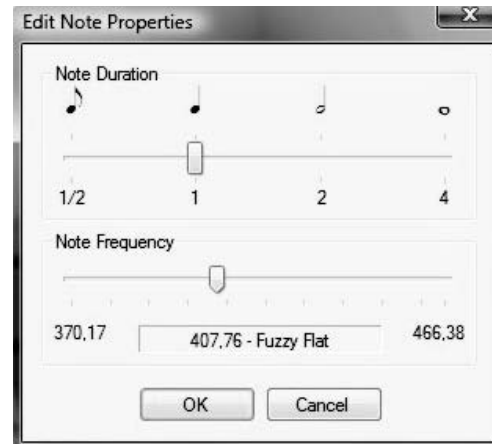 Edit Note Properties
X
Note Duration
1/2 1 2 4
Note Frequency
370,17 407,76 - Fuzzy Flat 466,38
OK Cancel